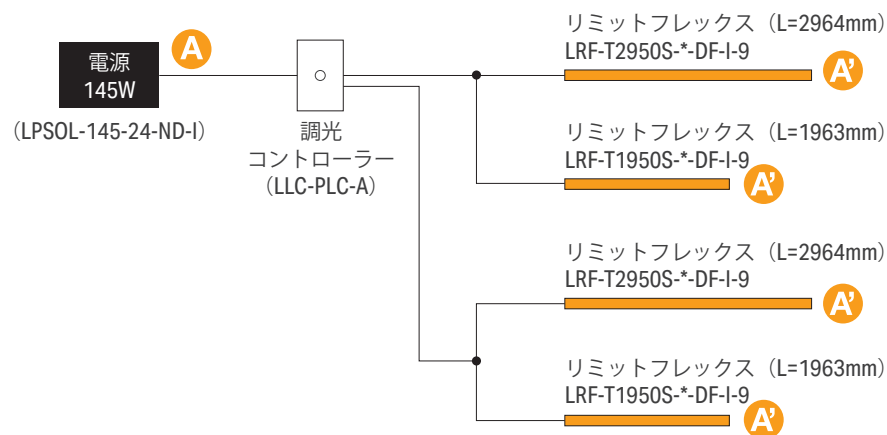 電源
145W
A
(LPSOL-145-24-ND-I)
調光
コントローラー
(LLC-PLC-A)
リミットフレックス（L=2964mm）
LRF-T2950S-*-DF-I-9
A'
リミットフレックス（L=1963mm）
LRF-T1950S-*-DF-I-9
A'
リミットフレックス（L=2964mm）
LRF-T2950S-*-DF-I-9
A'
リミットフレックス（L=1963mm）
LRF-T1950S-*-DF-I-9
A'